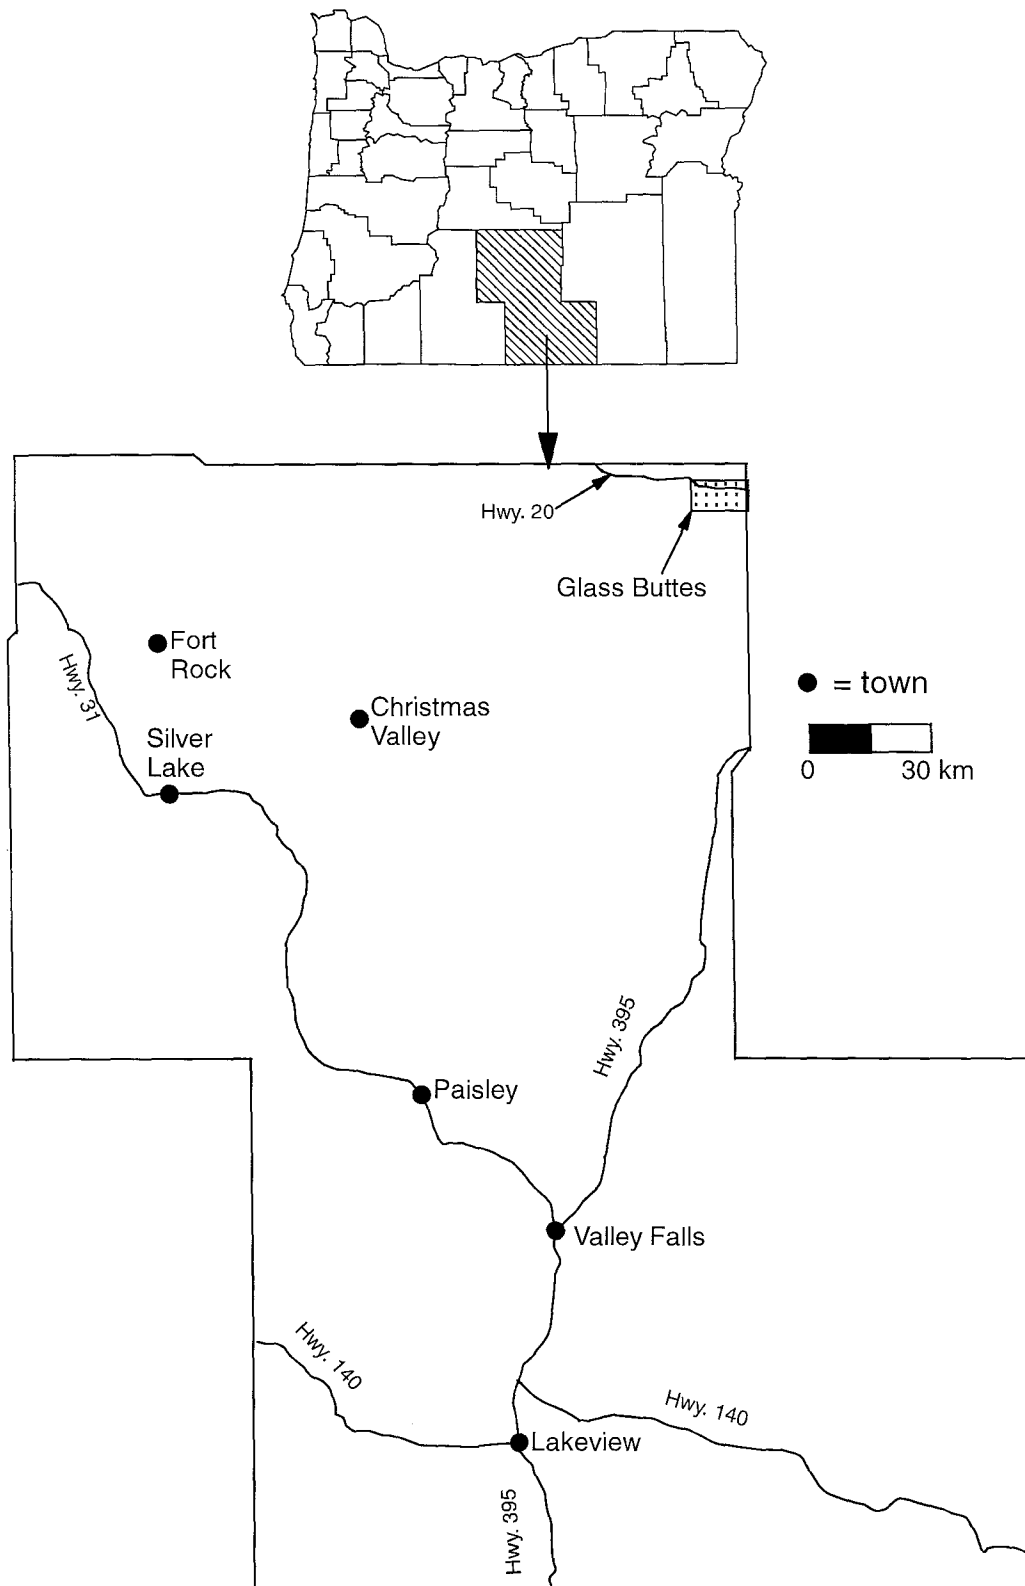 Hwy. 20
Glass Buttes
Fort
Rock
Hwy. 31
Christmas
Valley
Silver
Lake
= town
0 30 km
Hwy. 395
Paisley
Valley Falls
Hwy. 140
Hwy. 140
Lakeview
Hwy. 395